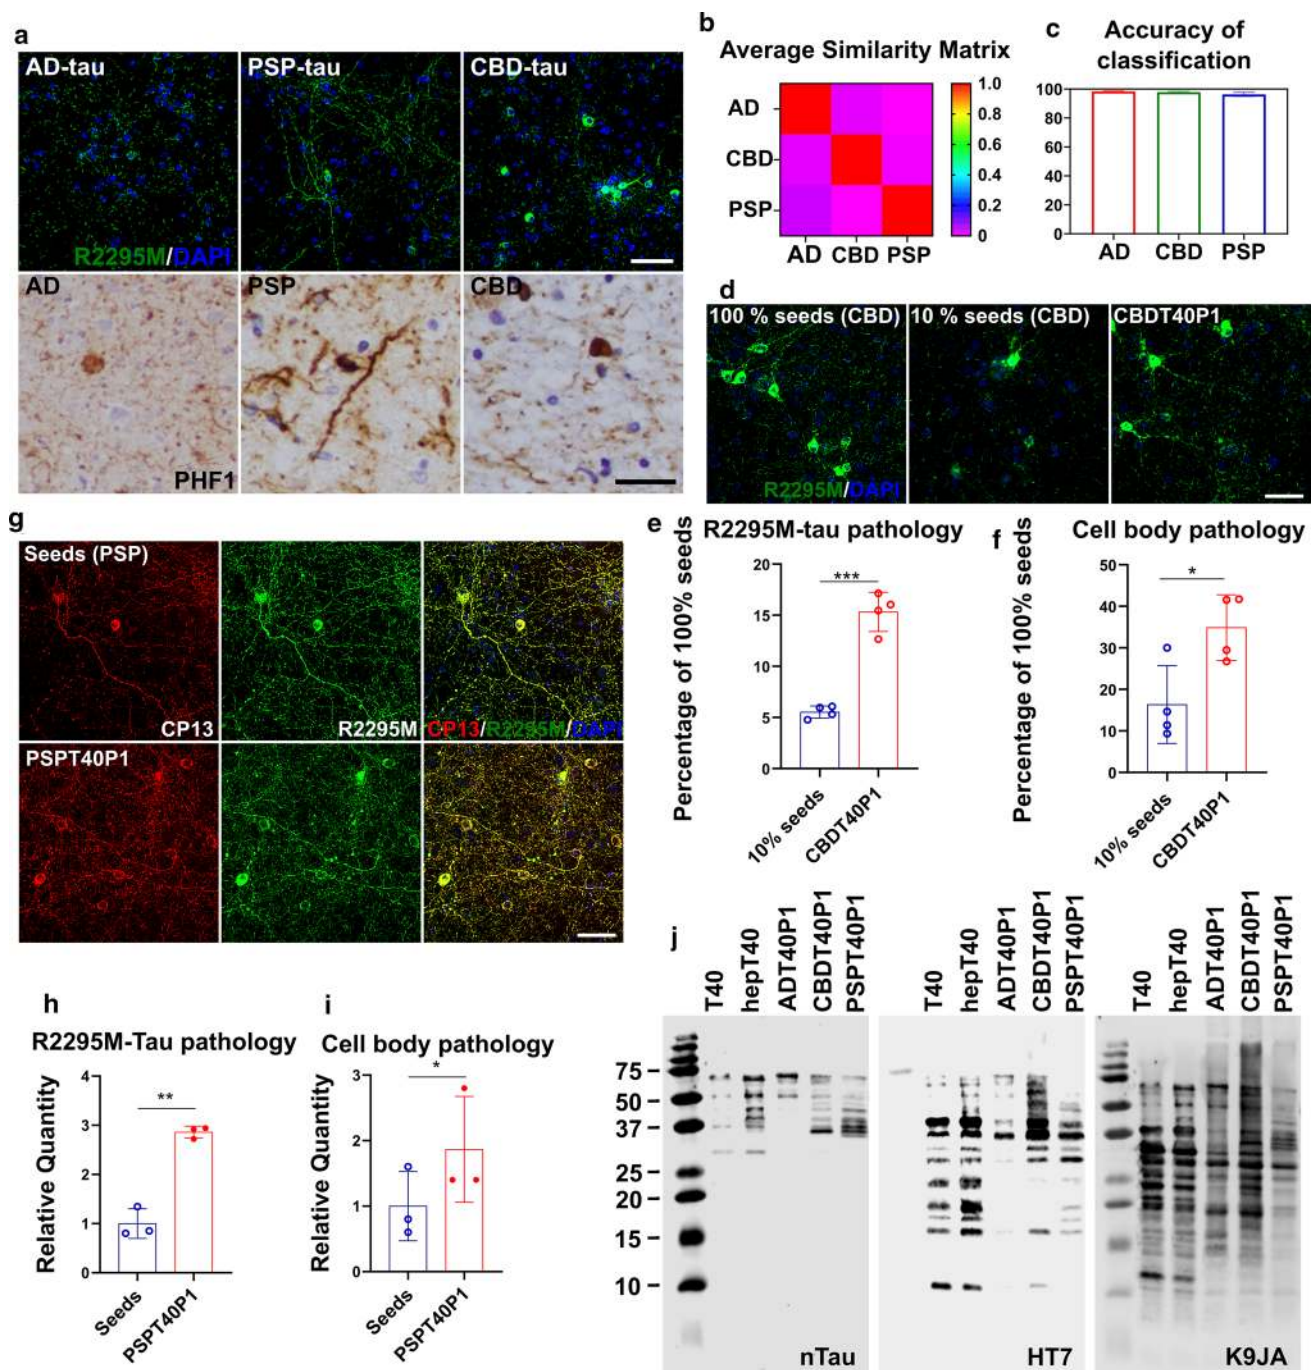 a
AD-tau
PSP-tau
CBD-tau
R2295M/DAPI
AD
PSP
CBD
PHF1
b
Average Similarity Matrix
AD
CBD
PSP
AD CBD PSP
1.0
0.8
0.6
0.4
0.2
0
c
Accuracy of
classification
100
80
60
40
20
0
AD CBD PSP
d
100 % seeds (CBD)
10 % seeds (CBD)
CBDT40P1
R2295M/DAPI
e
R2295M-tau pathology
Percentage of 100% seeds
20
15
10
5
0
***
10% seeds
CBDT40P1
f
Cell body pathology
Percentage of 100% seeds
50
40
30
20
10
0
*
10% seeds
CBDT40P1
g
Seeds (PSP)
CP13
R2295M
CP13/R2295M/DAPI
PSPT40P1
h
R2295M-Tau pathology
Relative Quantity
4
3
2
1
0
**
Seeds
PSPT40P1
i
Cell body pathology
Relative Quantity
3
2
1
0
*
Seeds
PSPT40P1
j
T40
hepT40
ADT40P1
CBDT40P1
PSPT40P1
T40
hepT40
ADT40P1
CBDT40P1
PSPT40P1
T40
hepT40
ADT40P1
CBDT40P1
PSPT40P1
75
50
37
25
20
15
10
nTau
HT7
K9JA